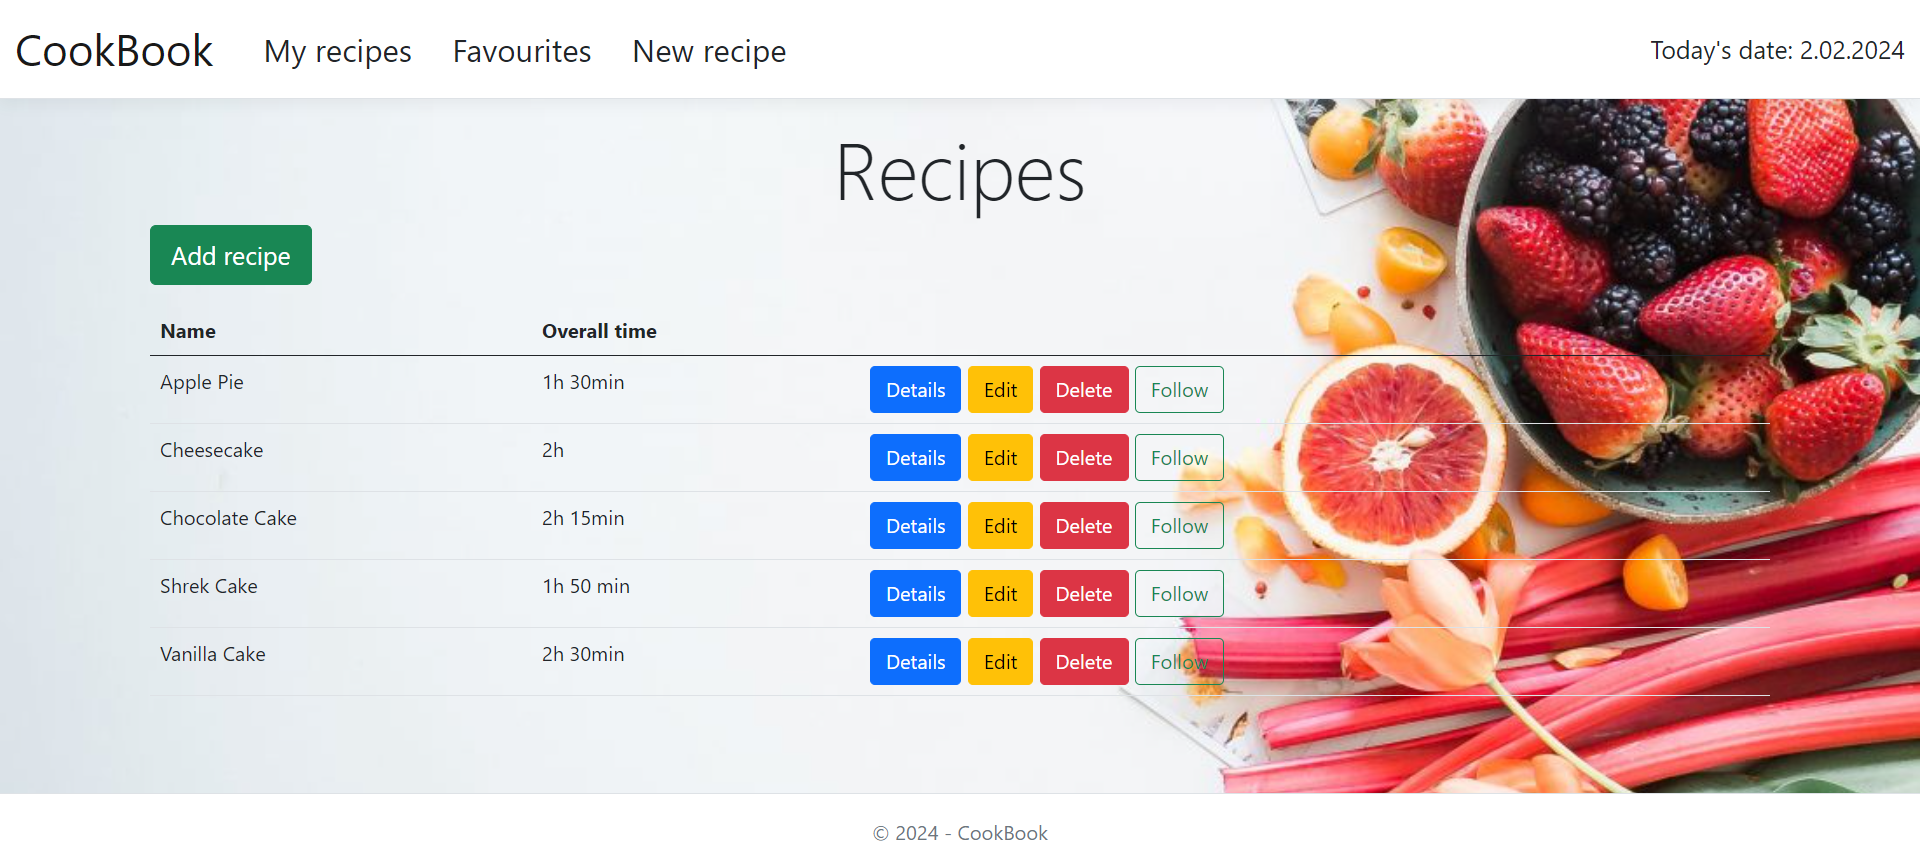 CookBook My recipes Favourites New recipe Today's date: 2.02.2024
Recipes
Add recipe
Name Overall time
Apple Pie 1h 30min Details Edit Delete Follow
Cheesecake 2h Details Edit Delete Follow
Chocolate Cake 2h 15min Details Edit Delete Follow
Shrek Cake 1h 50 min Details Edit Delete Follow
Vanilla Cake 2h 30min Details Edit Delete Follow
© 2024 - CookBook